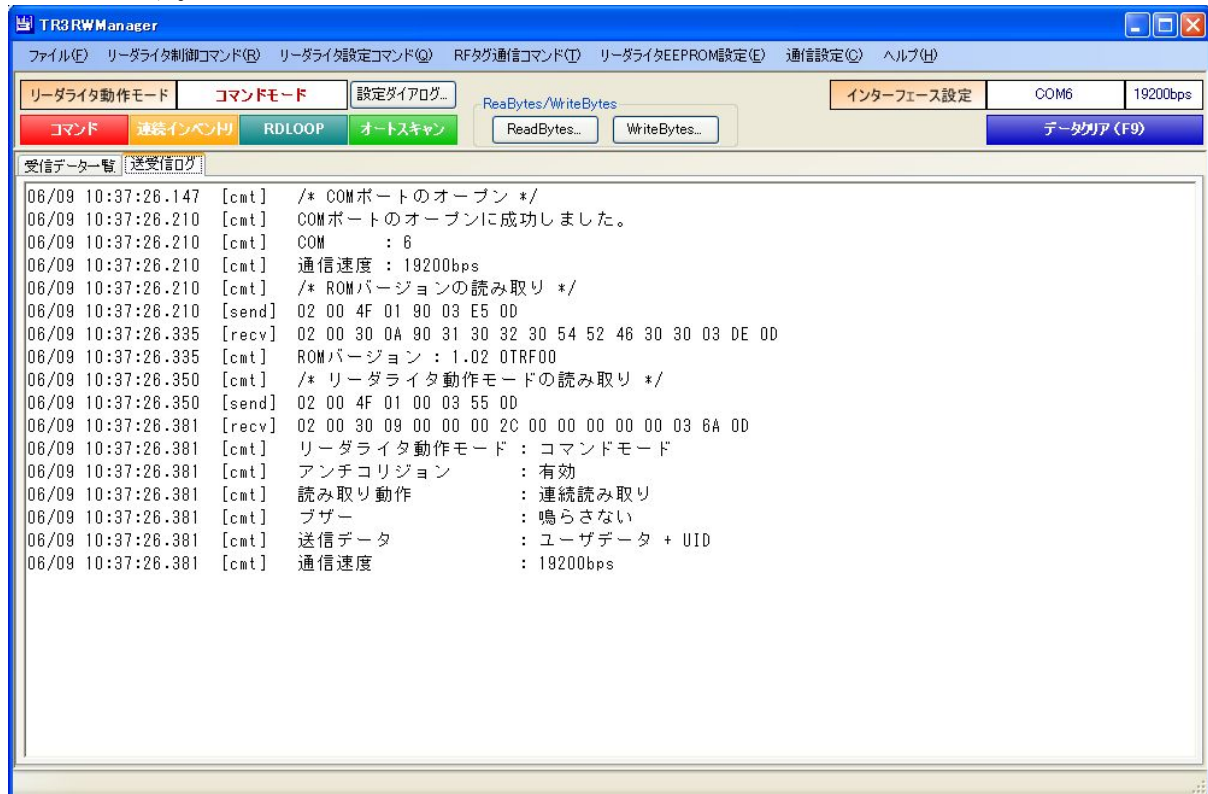 TR3RWManager
ファイル(F) リーダライタ制御コマンド(R) リーダライタ設定コマンド(Q) RFタグ通信コマンド(T) リーダライタEEPROM設定(E) 通信設定(C) ヘルプ(H)
リーダライタ動作モード コマンドモード 設定ダイアログ... ReaBytes/WriteBytes インターフェース設定 COM6 19200bps
コマンド 連続インベントリ RDLOOP オートスキャン ReadBytes... WriteBytes... データクリア (F9)
受信データ一覧 送受信ログ
06/09 10:37:26.147 [cmt] /* COMポートのオープン */
06/09 10:37:26.210 [cmt] COMポートのオープンに成功しました。
06/09 10:37:26.210 [cmt] COM : 6
06/09 10:37:26.210 [cmt] 通信速度 : 19200bps
06/09 10:37:26.210 [cmt] /* ROMバージョンの読み取り */
06/09 10:37:26.210 [send] 02 00 4F 01 90 03 E5 0D
06/09 10:37:26.335 [recv] 02 00 30 0A 90 31 30 32 30 54 52 46 30 30 03 DE 0D
06/09 10:37:26.335 [cmt] ROMバージョン : 1.02 0TRF00
06/09 10:37:26.350 [cmt] /* リーダライタ動作モードの読み取り */
06/09 10:37:26.350 [send] 02 00 4F 01 00 03 55 0D
06/09 10:37:26.381 [recv] 02 00 30 09 00 00 00 2C 00 00 00 00 00 03 6A 0D
06/09 10:37:26.381 [cmt] リーダライタ動作モード : コマンドモード
06/09 10:37:26.381 [cmt] アンチコリジョン : 有効
06/09 10:37:26.381 [cmt] 読み取り動作 : 連続読み取り
06/09 10:37:26.381 [cmt] ブザー : 鳴らさない
06/09 10:37:26.381 [cmt] 送信データ : ユーザデータ + UID
06/09 10:37:26.381 [cmt] 通信速度 : 19200bps